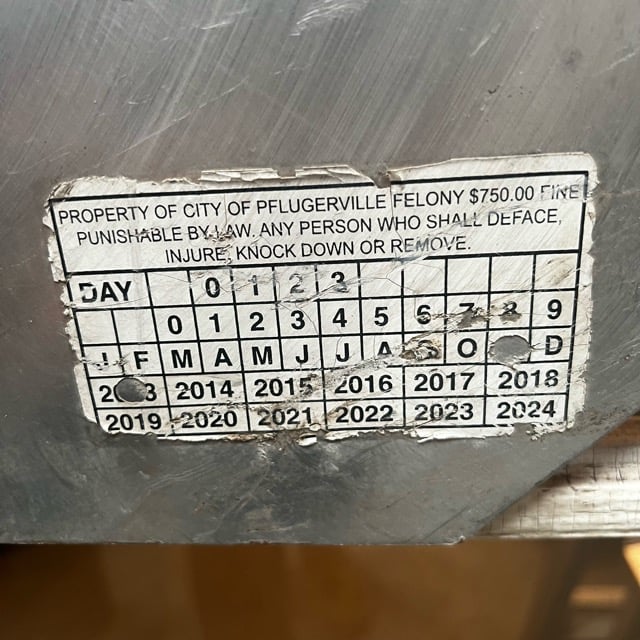 PROPERTY OF CITY OF PFLUGERVILLE FELONY $750.00 FINE
PUNISHABLE BY LAW. ANY PERSON WHO SHALL DEFACE,
INJURE, KNOCK DOWN OR REMOVE.
DAY 0 1 2 3
0 1 2 3 4 5 6 7 8 9
J F M A M J J A S O D
2014 2015 2016 2017 2018
2019 2020 2021 2022 2023 2024